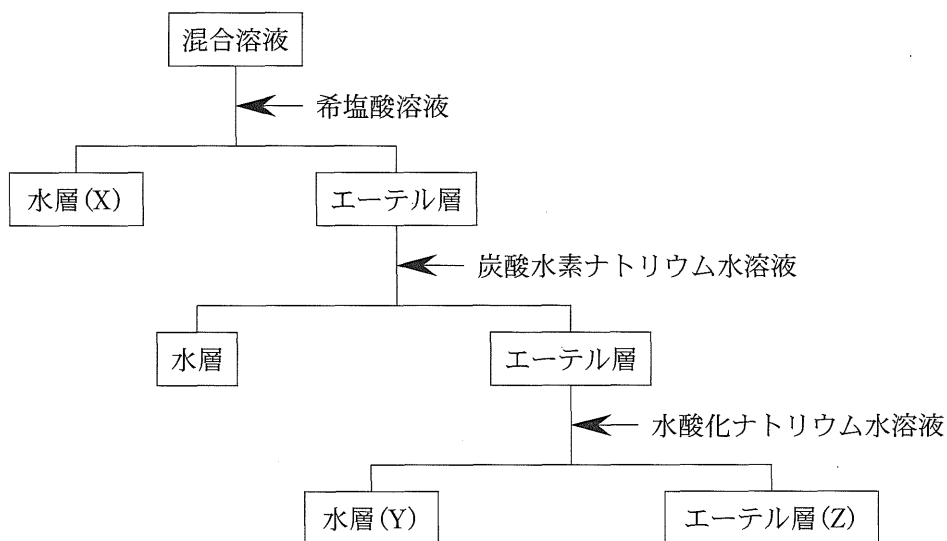 混合溶液
希塩酸溶液
水層(X)
エーテル層
炭酸水素ナトリウム水溶液
水層
エーテル層
水酸化ナトリウム水溶液
水層(Y)
エーテル層(Z)